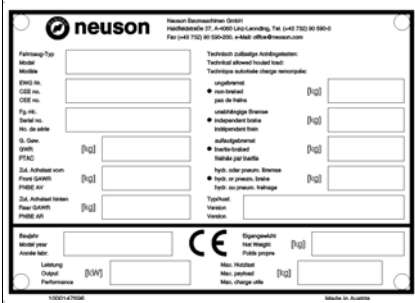 neuson
Neuson Baumaschinen GmbH
Haidfeldstraße 37, A-4060 Linz-Leonding, Tel. (+43 732) 90 590-0
Fax (+43 732) 90 590-200, e-Mail: office@neuson.com
Fahrzeug-Typ
Model
Modèle
EWG Nr.
CEE no.
CEE no.
Fg.-Nr.
Serial no.
No. de série
G. Gew.
GWR [kg]
PTAC
Zul. Achslast vorn
Front GAWR [kg]
PNBE AV
Zul. Achslast hinten
Rear GAWR [kg]
PNBE AR
Technisch zulässige Anhängelasten:
Technical allowed houled load:
Technique autorisée charge remorquée:
ungebremst
non-braked [kg]
pas de freins
unabhängige Bremse
independent brake [kg]
indépendent frein
auflaufgebremst
inertia-braked [kg]
freinée par inertie
hydr. oder pneum. Bremse
hydr. or pneum. brake [kg]
hydr. ou pneum. freinage
Typ/Ausf.
Version
Version
Baujahr
Model year
Année fabr.
CE
Eigengewicht
Net Weight [kg]
Poids propre
Leistung
Output [kW]
Performance
Max. Nutzlast
Max. payload [kg]
Max. charge utile
1000147696
Made in Austria